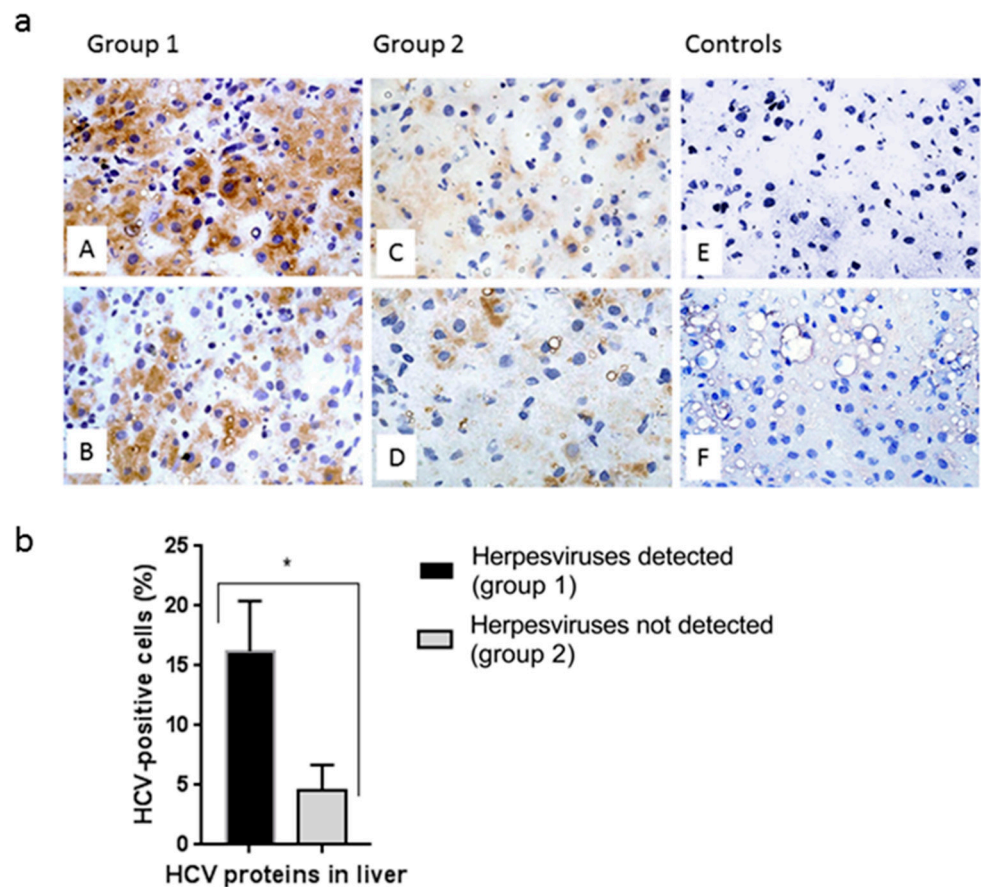 a
Group 1
Group 2
Controls
A
C
E
B
D
F
b
25
20
15
10
5
0
HCV-positive cells (%)
*
HCV proteins in liver
Herpesviruses detected
(group 1)
Herpesviruses not detected
(group 2)